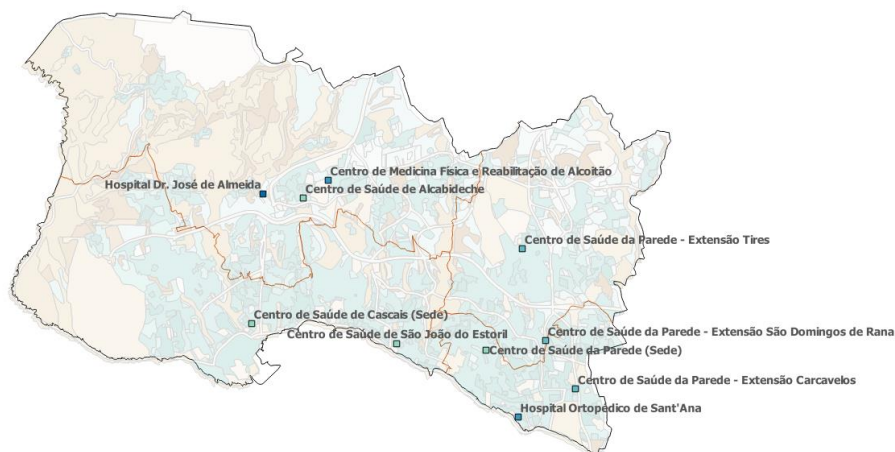 Centro de Medicina Física e Reabilitação de Alcoitão
Hospital Dr. José de Almeida
Centro de Saúde de Alcabideche
Centro de Saúde da Parede - Extensão Tires
Centro de Saúde de Cascais (Sede)
Centro de Saúde de São João do Estoril
Centro de Saúde da Parede - Extensão São Domingos de Rana
Centro de Saúde da Parede (Sede)
Centro de Saúde da Parede - Extensão Carcavelos
Hospital Ortopédico de Sant'Ana